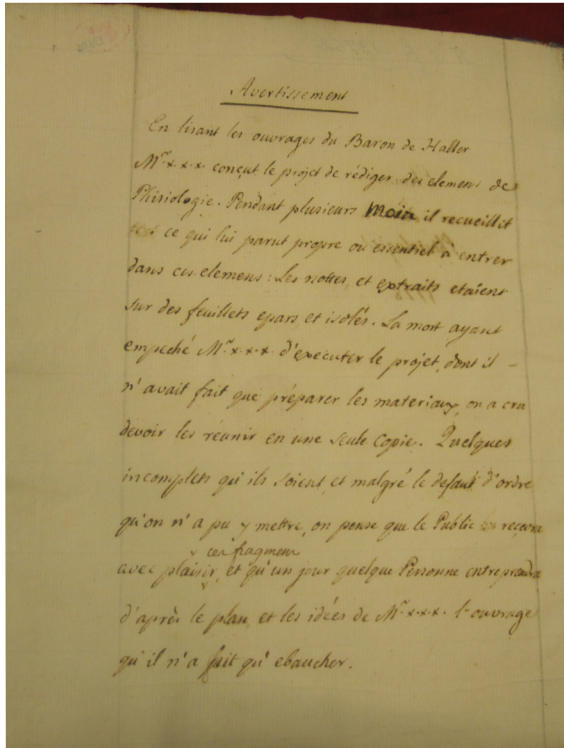 Avertissement
En lisant les ouvrages du Baron de Haller
Mr. x.x.x conçut le projet de rédiger des elemens de
Phisiologie. Pendant plusieurs Mois il recueillit
ce qui lui parut propre ou essentiel a entrer
dans ces elemens: Les nottes, et extraits etaient
sur des feuillets epars et isolés. La mort ayant
empeché Mr. x.x.x d'executer le projet, dont il -
n'avait fait que préparer les materiaux, on a cru
devoir les réunir en une seule Copie. Quelques
incomplets qu'ils soient, et malgré le defaut d'ordre
qu'on n'a pu y mettre, on pense que le Public recevra
ces fragmens
avec plaisir, et qu'un jour quelque Personne entreprendra
d'après le plan, et les idées de Mr. x.x.x. l'ouvrage
qu'il n'a fait qu'ebaucher.